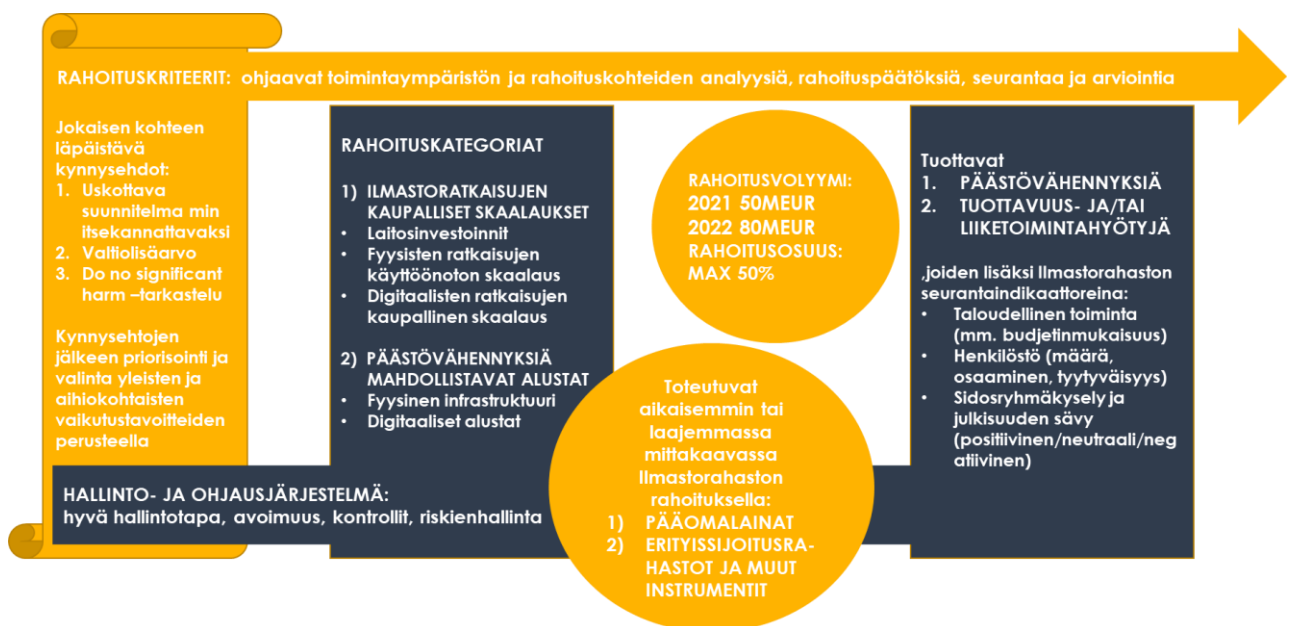 RAHOITUSKRITEERIT: ohjaavat toimintaympäristön ja rahoituskohteiden analyysiä, rahoituspäätöksiä, seurantaa ja arviointia
Jokaisen kohteen
läpäistävä
kynnysehdot:
1. Uskottava
suunnitelma min
itsekannattavaksi
2. Valtiolisäarvo
3. Do no significant
harm –tarkastelu
Kynnysehtojen
jälkeen priorisointi ja
valinta yleisten ja
aihiokohtaisten
vaikutustavoitteiden
perusteella
HALLINTO- JA OHJAUSJÄRJESTELMÄ:
hyvä hallintotapa, avoimuus, kontrollit, riskienhallinta
RAHOITUSKATEGORIAT
1) ILMASTORATKAISUJEN
KAUPALLISET SKAALAUKSET
• Laitosinvestoinnit
• Fyysisten ratkaisujen
käyttöönoton skaalaus
• Digitaalisten ratkaisujen
kaupallinen skaalaus
2) PÄÄSTÖVÄHENNYKSIÄ
MAHDOLLISTAVAT ALUSTAT
• Fyysinen infrastruktuuri
• Digitaaliset alustat
RAHOITUSVOLYYMI:
2021 50MEUR
2022 80MEUR
RAHOITUSOSUUS:
MAX 50%
Toteutuvat
aikaisemmin tai
laajemmassa
mittakaavassa
Ilmastorahaston
rahoituksella:
1) PÄÄOMALAINAT
2) ERITYISSIJOITUSRA-
HASTOT JA MUUT
INSTRUMENTIT
Tuottavat
1. PÄÄSTÖVÄHENNYKSIÄ
2. TUOTTAVUUS- JA/TAI
LIIKETOIMINTAHYÖTYJÄ
,joiden lisäksi Ilmastorahaston
seurantaindikaattoreina:
• Taloudellinen toiminta
(mm. budjetinmukaisuus)
• Henkilöstö (määrä,
osaaminen, tyytyväisyys)
• Sidosryhmäkysely ja
julkisuuden sävy
(positiivinen/neutraali/neg
atiivinen)